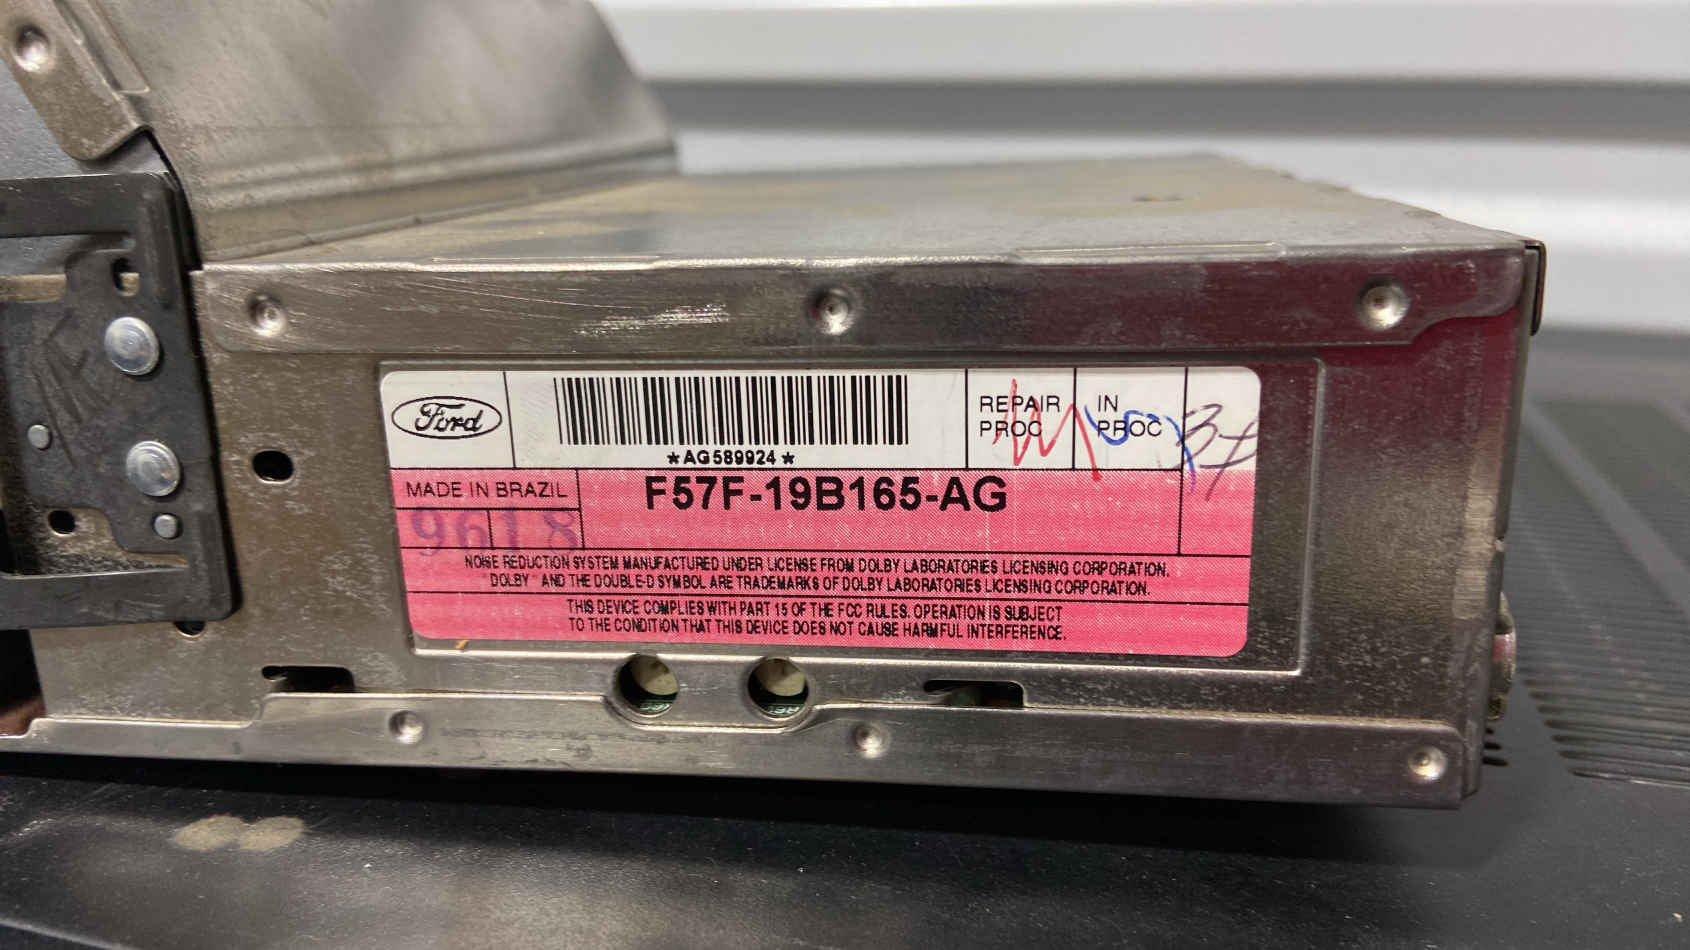 Ford
*AG589924*
REPAIR
PROC
IN
PROC
34
MADE IN BRAZIL
F57F-19B165-AG
9618
NOISE REDUCTION SYSTEM MANUFACTURED UNDER LICENSE FROM DOLBY LABORATORIES LICENSING CORPORATION.
DOLBY AND THE DOUBLE-D SYMBOL ARE TRADEMARKS OF DOLBY LABORATORIES LICENSING CORPORATION.
THIS DEVICE COMPLIES WITH PART 15 OF THE FCC RULES. OPERATION IS SUBJECT
TO THE CONDITION THAT THIS DEVICE DOES NOT CAUSE HARMFUL INTERFERENCE.